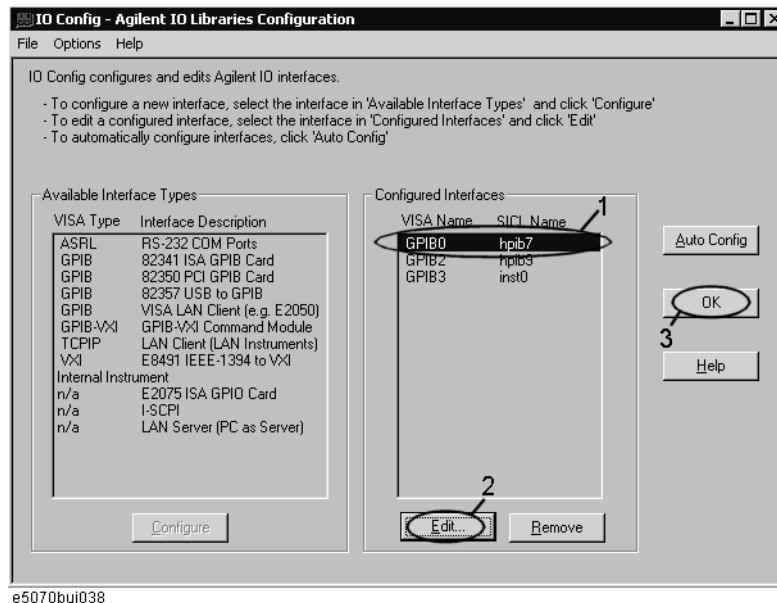 IO Config - Agilent IO Libraries Configuration
File Options Help
IO Config configures and edits Agilent IO interfaces.
- To configure a new interface, select the interface in 'Available Interface Types' and click 'Configure'
- To edit a configured interface, select the interface in 'Configured Interfaces' and click 'Edit'
- To automatically configure interfaces, click 'Auto Config'
Available Interface Types
VISA Type Interface Description
ASRL RS-232 COM Ports
GPIB 82341 ISA GPIB Card
GPIB 82350 PCI GPIB Card
GPIB 82357 USB to GPIB
GPIB VISA LAN Client (e.g. E2050)
GPIB-VXI GPIB-VXI Command Module
TCPIP LAN Client (LAN Instruments)
VXI E8491 IEEE-1394 to VXI
Internal Instrument
n/a E2075 ISA GPIO Card
n/a I-SCPI
n/a LAN Server (PC as Server)
Configure
Configured Interfaces
1
VISA Name SICL Name
GPIB0 hpib7
GPIB2 hpib9
GPIB3 inst0
2
Edit... Remove
Auto Config
OK
3
Help
e5070bui038